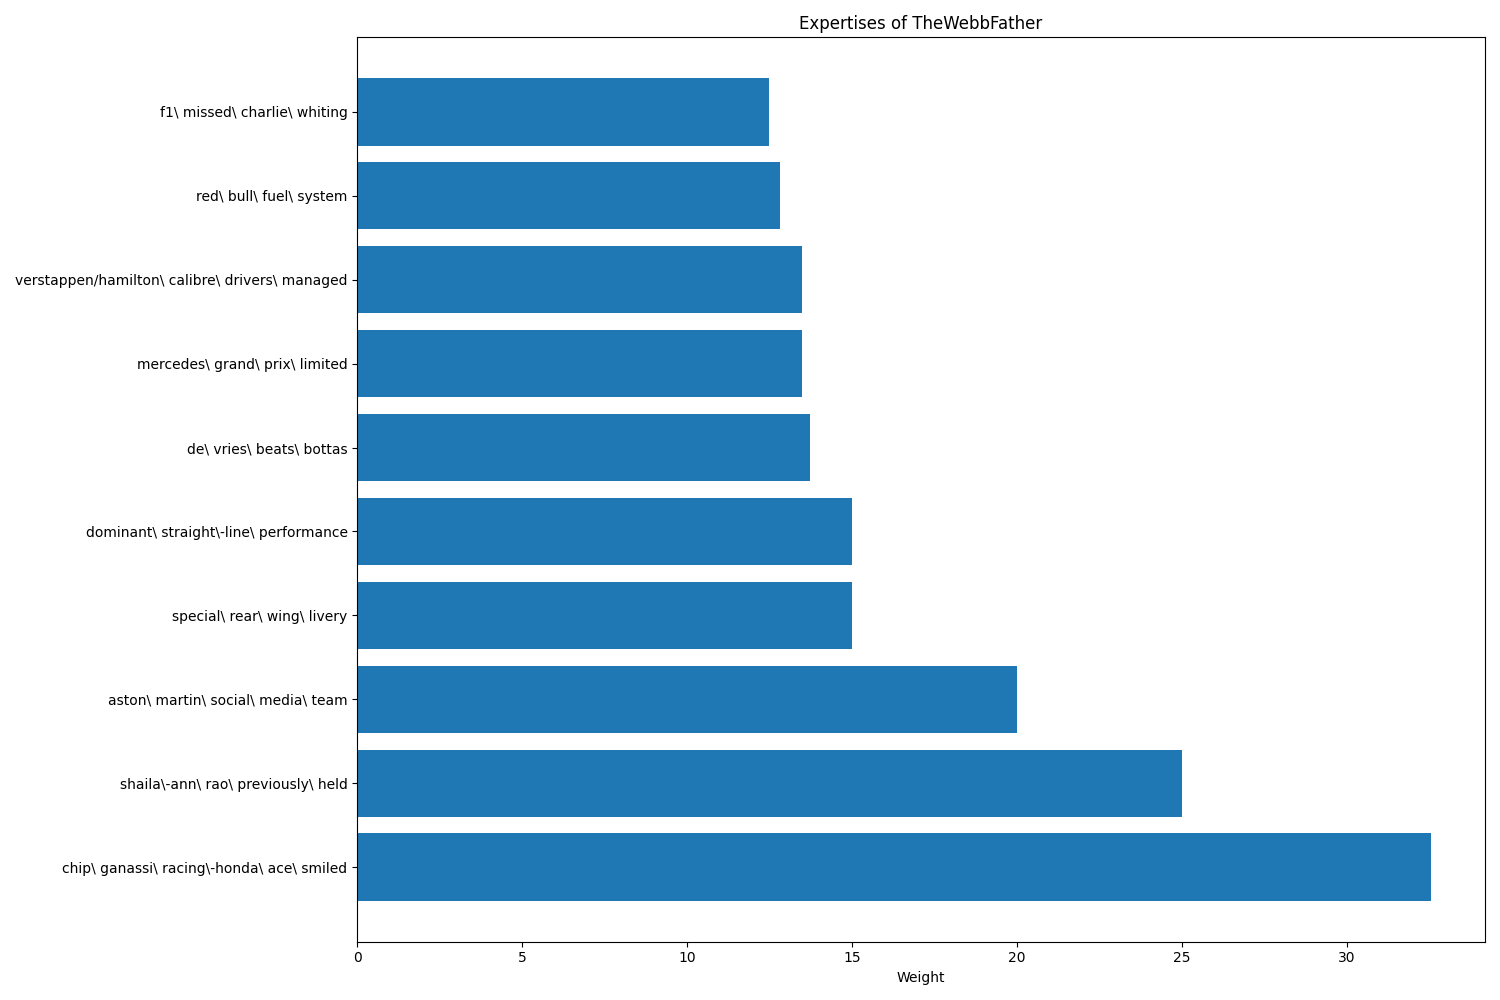 Expertises of TheWebbFather
f1\ missed\ charlie\ whiting
red\ bull\ fuel\ system
verstappen/hamilton\ calibre\ drivers\ managed
mercedes\ grand\ prix\ limited
de\ vries\ beats\ bottas
dominant\ straight\-line\ performance
special\ rear\ wing\ livery
aston\ martin\ social\ media\ team
shaila\-ann\ rao\ previously\ held
chip\ ganassi\ racing\-honda\ ace\ smiled
0 5 10 15 20 25 30
Weight